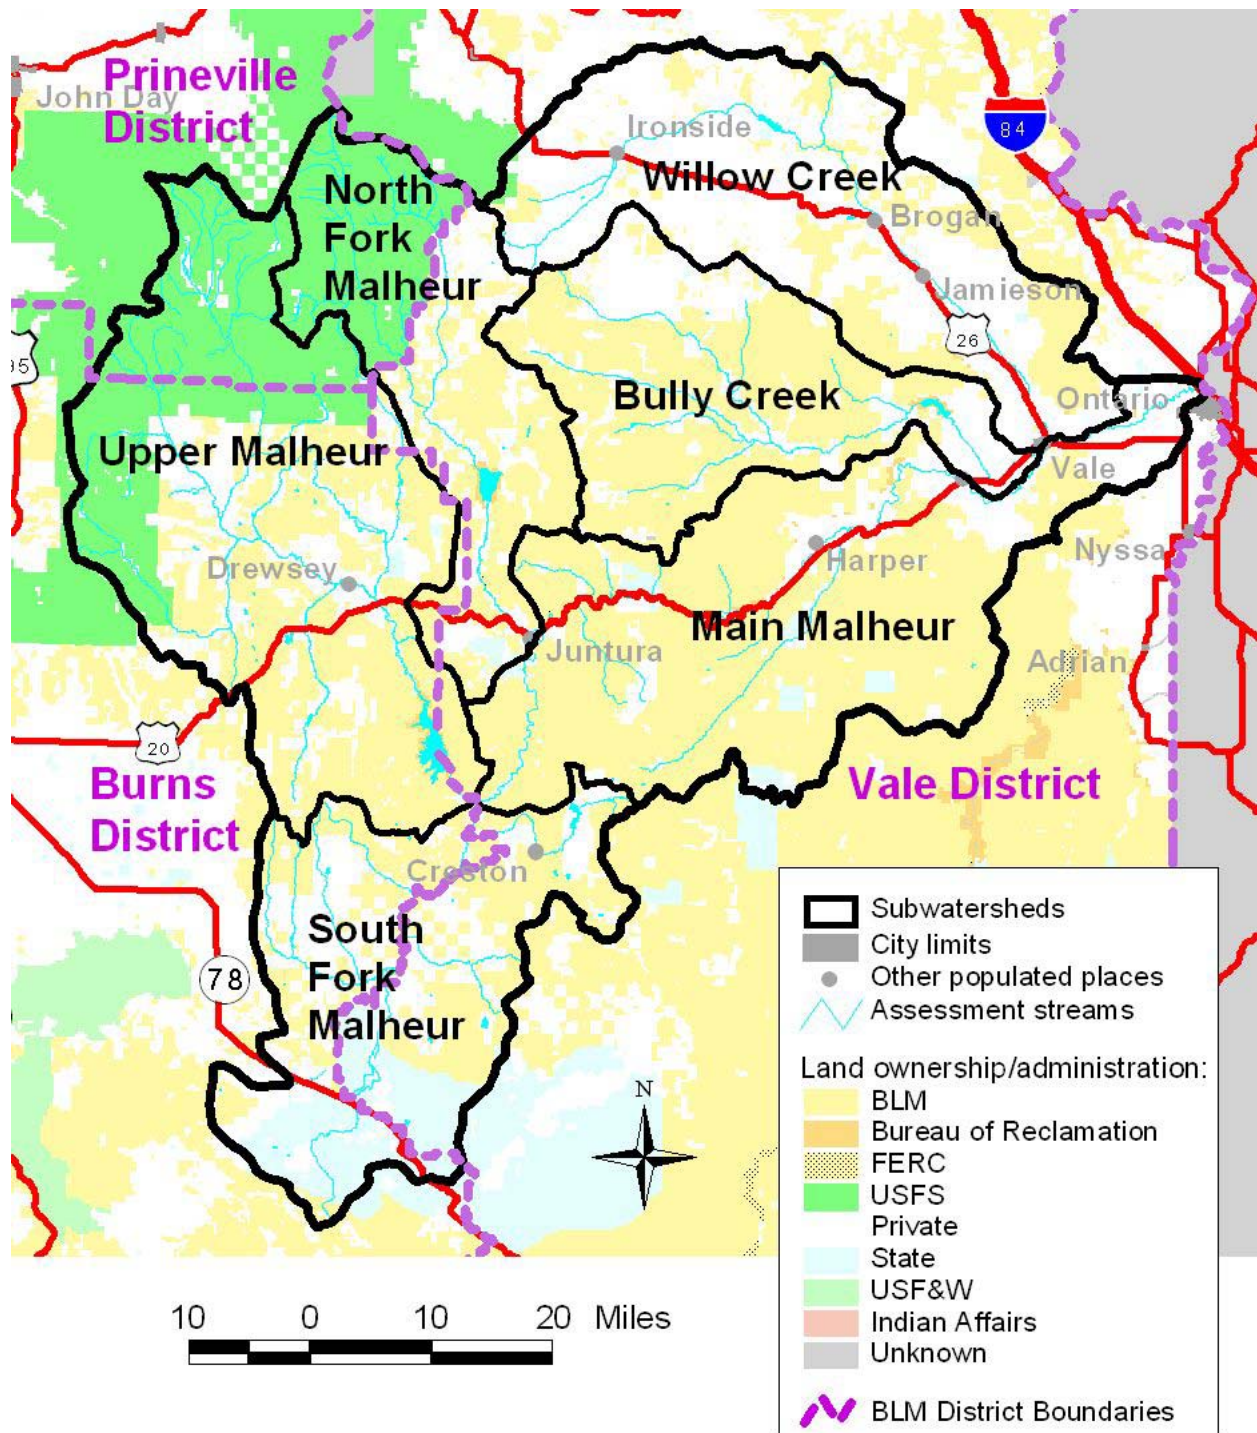 Prineville
District
John Day
84
Ironside
North
Fork
Malheur
Willow Creek
Brogan
Jamieson
26
Bully Creek
Ontario
Upper Malheur
Vale
Drewsey
Harper
Nyssa
Main Malheur
Juntura
Adrian
20
Burns
District
Vale District
Creston
South
Fork
Malheur
78
N
Subwatersheds
City limits
Other populated places
Assessment streams
Land ownership/administration:
BLM
Bureau of Reclamation
FERC
USFS
Private
State
USF&W
Indian Affairs
Unknown
BLM District Boundaries
10 0 10 20 Miles